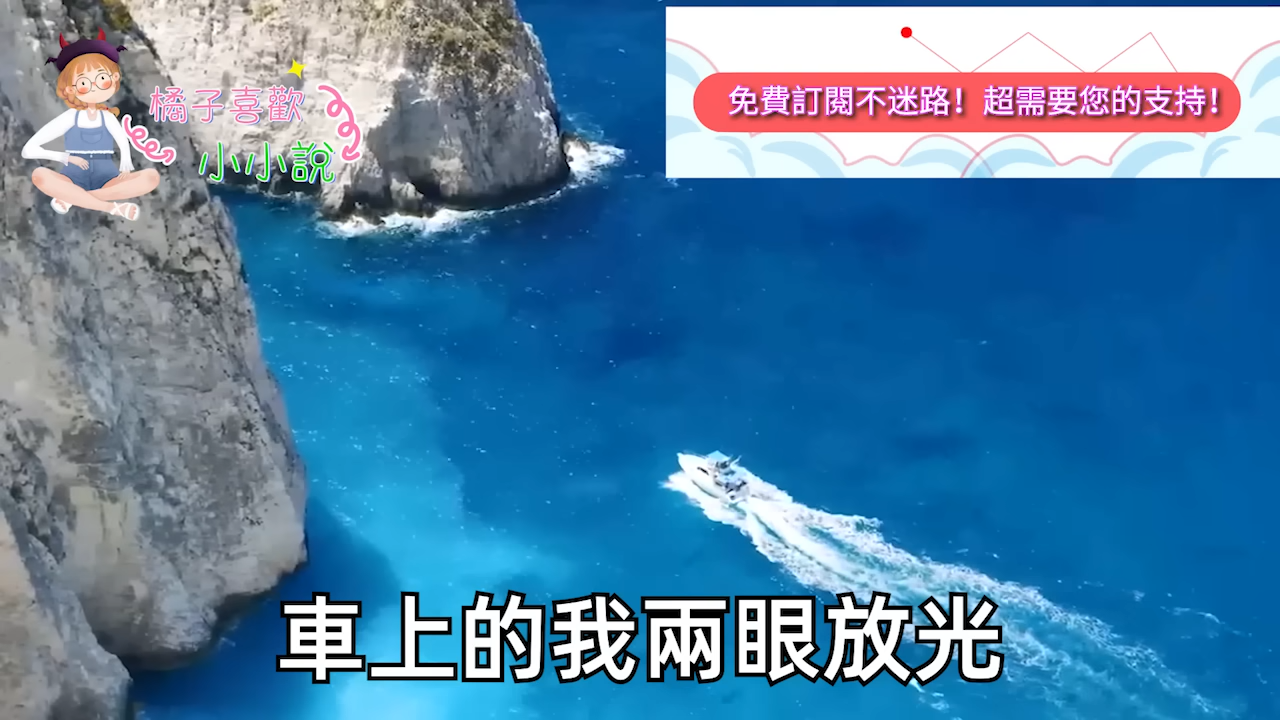 橘子喜歡
小小說
免費訂閱不迷路！超需要您的支持！
車上的我兩眼放光